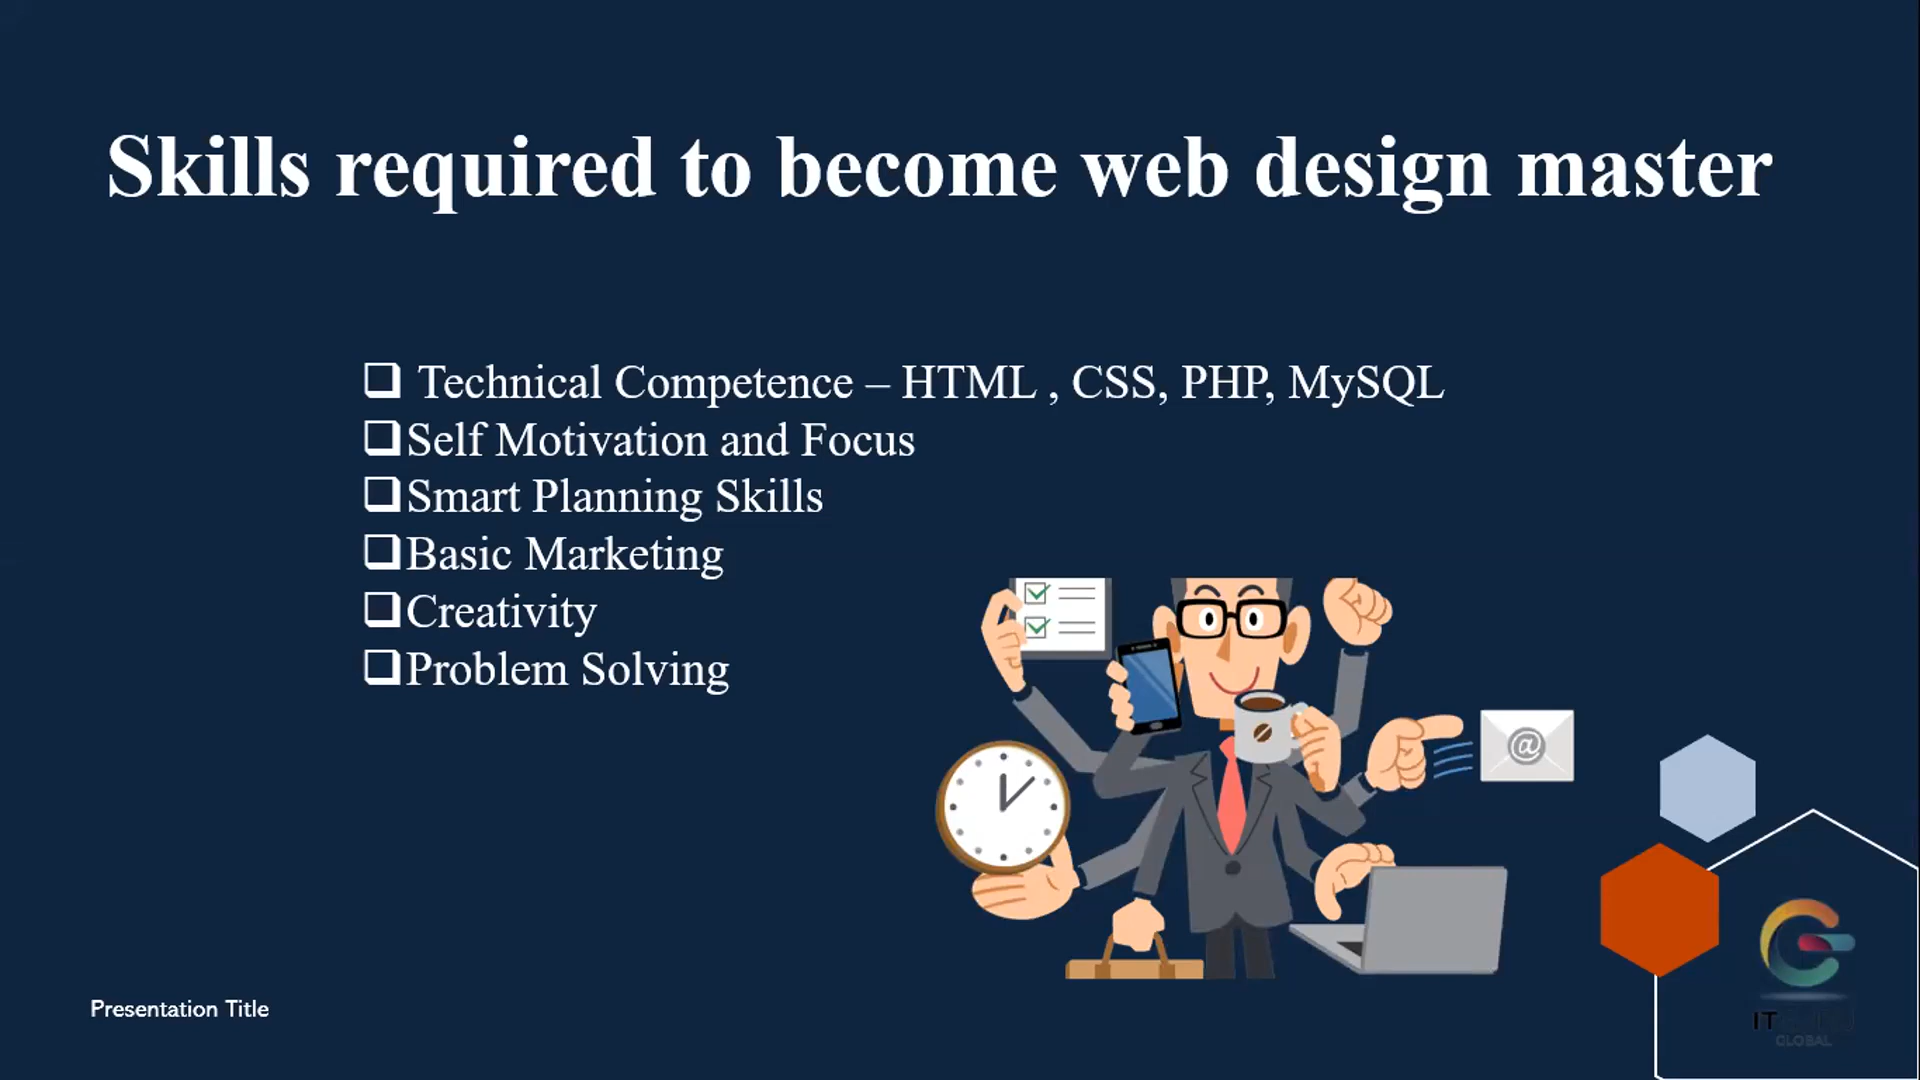 Skills required to become web design master
Technical Competence – HTML , CSS, PHP, MySQL
Self Motivation and Focus
Smart Planning Skills
Basic Marketing
Creativity
Problem Solving
@
Presentation Title
IT
GLOBAL